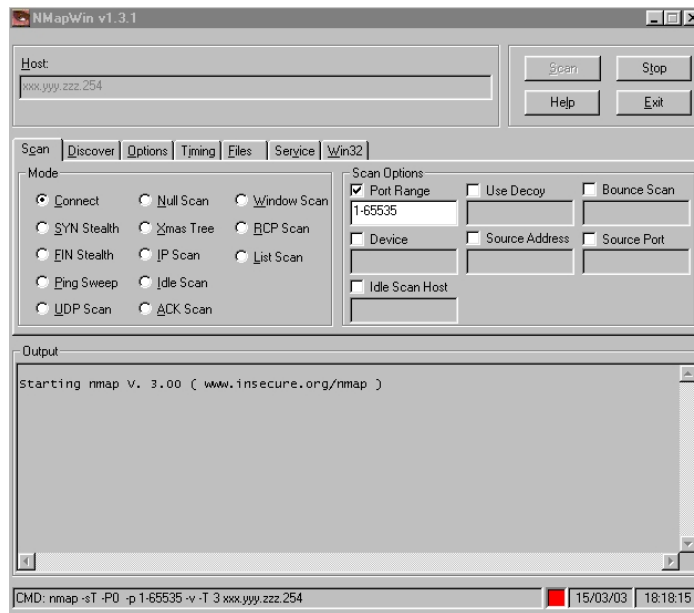 NMapWin v1.3.1
Host:
xxx.yyy.zzz.254
Scan
Stop
Help
Exit
Scan Discover Options Timing Files Service Win32
Mode
Connect Null Scan Window Scan
SYN Stealth Xmas Tree RCP Scan
FIN Stealth IP Scan List Scan
Ping Sweep Idle Scan
UDP Scan ACK Scan
Scan Options
Port Range Use Decoy Bounce Scan
1-65535
Device Source Address Source Port
Idle Scan Host
Output
Starting nmap V. 3.00 ( www.insecure.org/nmap )
CMD: nmap -sT -P0 -p 1-65535 -v -T 3 xxx.yyy.zzz.254 15/03/03 18:18:15